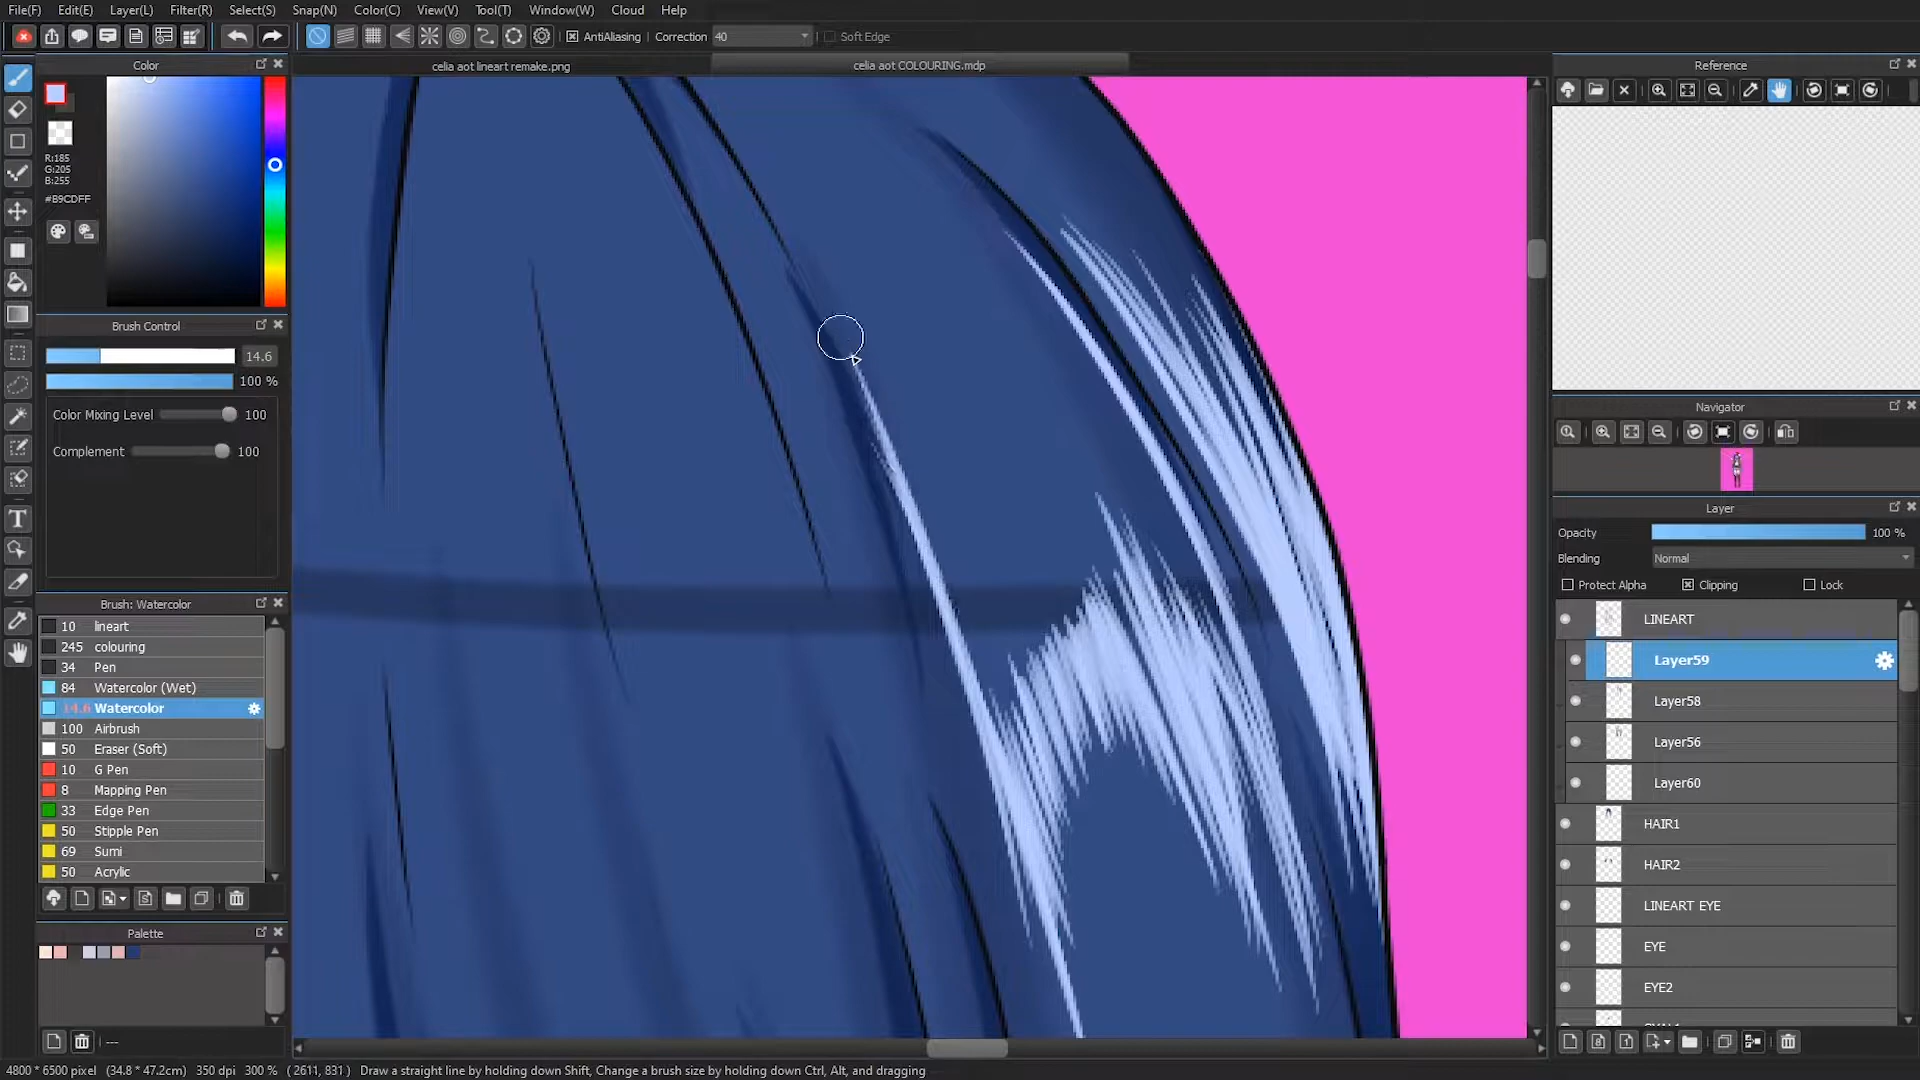 File(F) Edit(E) Layer(L) Filter(R) Select(S) Snap(N) Color(C) View(V) Tool(T) Window(W) Cloud Help
AntiAliasing Correction 40 Soft Edge
celia aot lineart remake.png celia aot COLOURING.mdp
Color
R:185
G:205
B:255
#B9CDFF
Brush Control
14.6
100 %
Color Mixing Level 100
Complement 100
Brush: Watercolor
10 lineart
245 colouring
34 Pen
84 Watercolor (Wet)
14.6 Watercolor
100 Airbrush
50 Eraser (Soft)
10 G Pen
8 Mapping Pen
33 Edge Pen
50 Stipple Pen
69 Sumi
50 Acrylic
Palette
---
Reference
Navigator
Layer
Opacity 100 %
Blending Normal
Protect Alpha Clipping Lock
LINEART
Layer59
Layer58
Layer56
Layer60
HAIR1
HAIR2
LINEART EYE
EYE
EYE2
4800 * 6500 pixel (34.8 * 47.2cm) 350 dpi 300 % ( 2611, 831 ) Draw a straight line by holding down Shift, Change a brush size by holding down Ctrl, Alt, and dragging